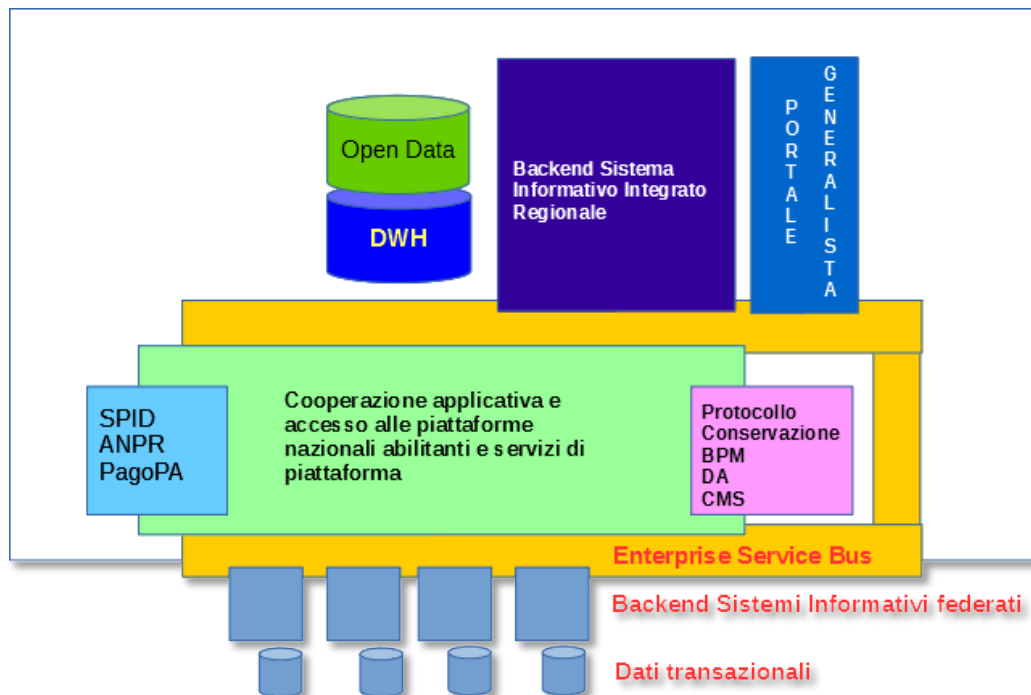 Open Data
DWH
Backend Sistema
Informativo Integrato
Regionale
PORTALE
GENERALISTA
SPID
ANPR
PagoPA
Cooperazione applicativa e
accesso alle piattaforme
nazionali abilitanti e servizi di
piattaforma
Protocollo
Conservazione
BPM
DA
CMS
Enterprise Service Bus
Backend Sistemi Informativi federati
Dati transazionali